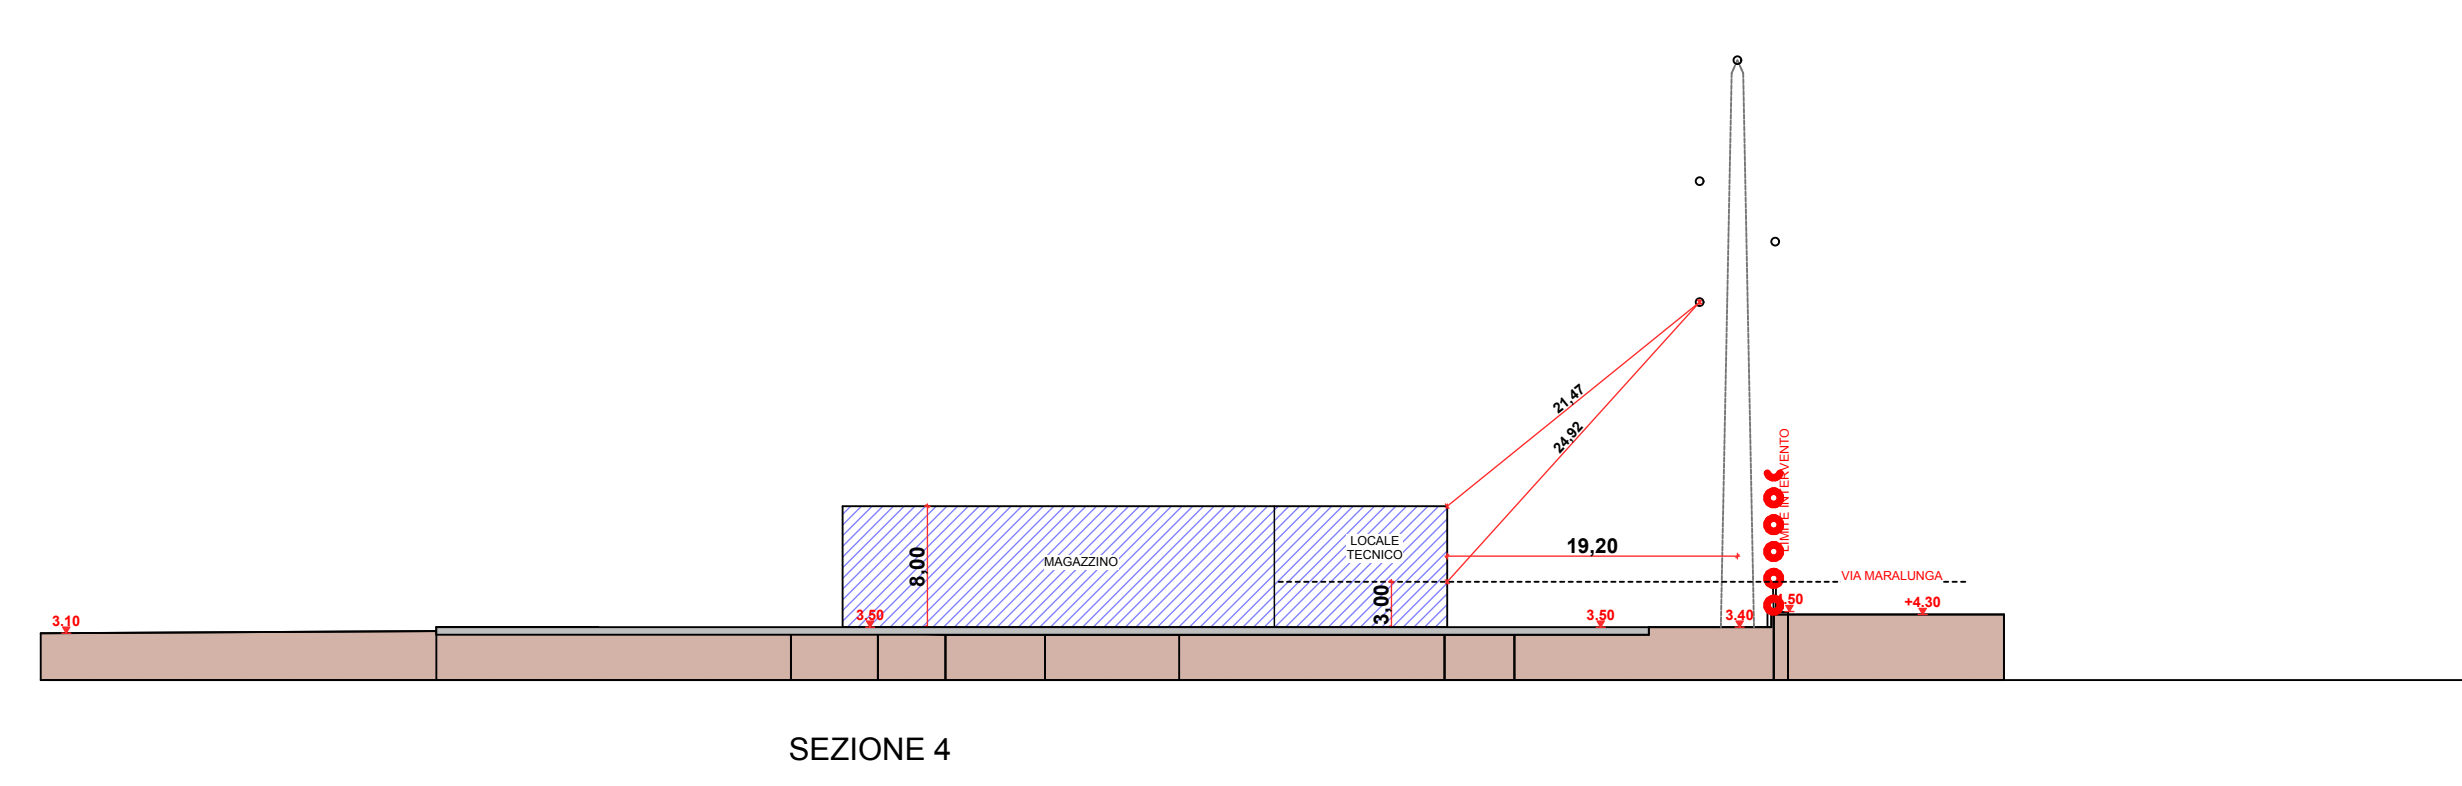 21,47
24,92
LIMITE INTERVENTO
LOCALE
TECNICO
19,20
MAGAZZINO
8,00
VIA MARALUNGA
3,00
3.10
3.50
3.50
3.40
+4.30
SEZIONE 4